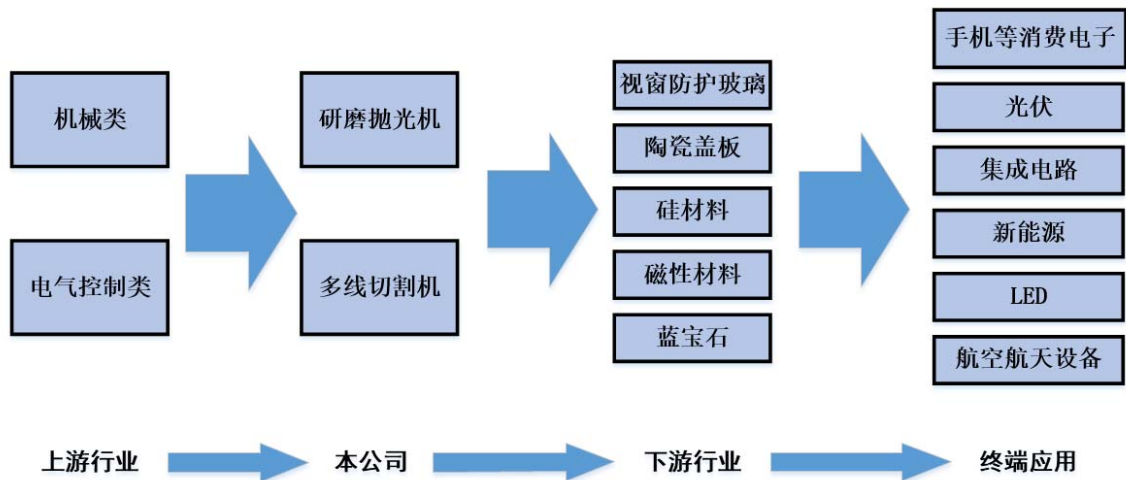 机械类
电气控制类
研磨抛光机
多线切割机
视窗防护玻璃
陶瓷盖板
硅材料
磁性材料
蓝宝石
手机等消费电子
光伏
集成电路
新能源
LED
航空航天设备
上游行业
本公司
下游行业
终端应用